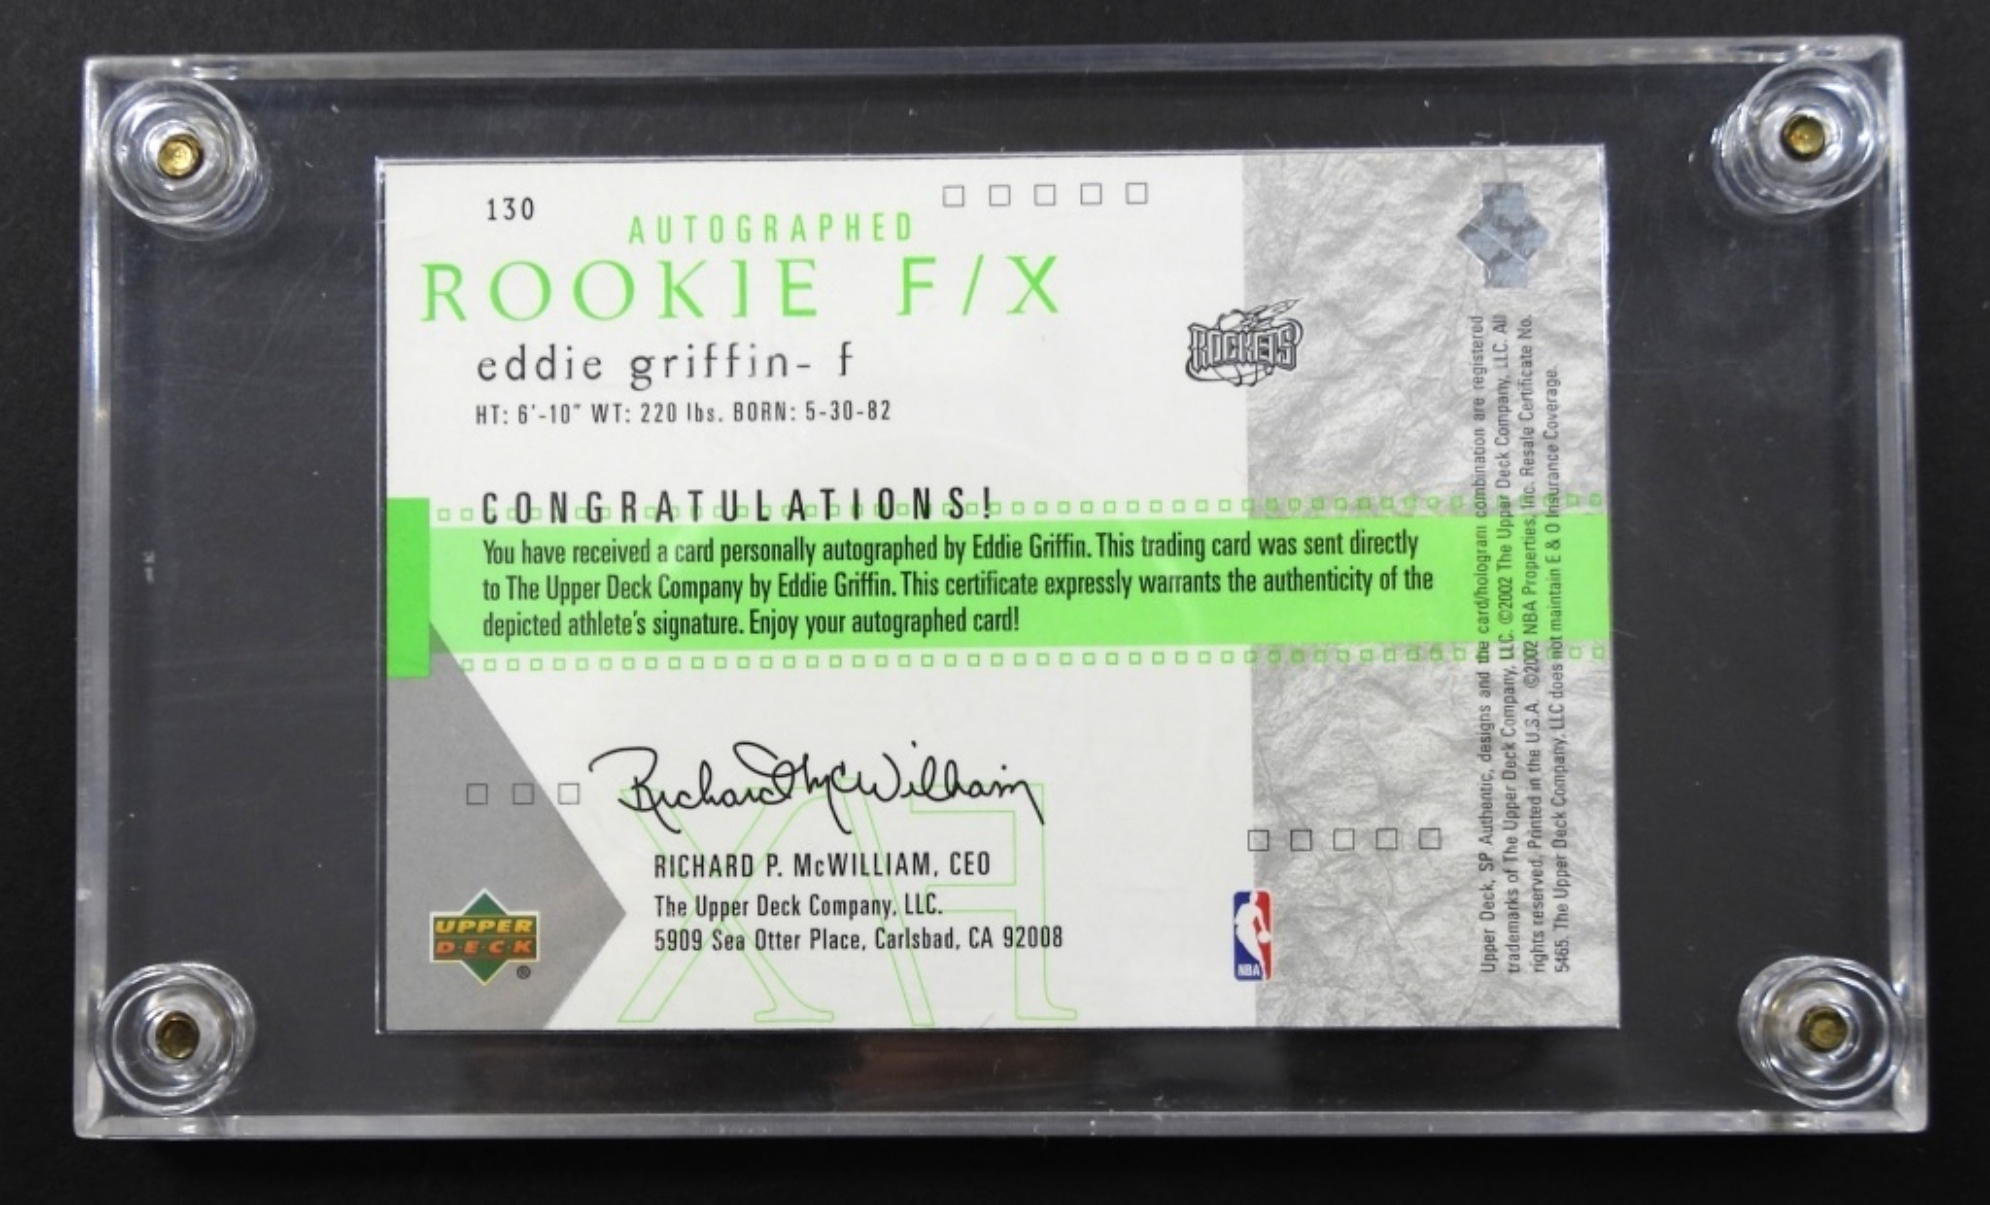 130
AUTOGRAPHED
ROOKIE F/X
eddie griffin- f
HT: 6'-10" WT: 220 lbs. BORN: 5-30-82
ROCKETS
CONGRATULATIONS!
You have received a card personally autographed by Eddie Griffin. This trading card was sent directly
to The Upper Deck Company by Eddie Griffin. This certificate expressly warrants the authenticity of the
depicted athlete's signature. Enjoy your autographed card!
Richard McWilliam
RICHARD P. McWILLIAM, CEO
The Upper Deck Company, LLC.
5909 Sea Otter Place, Carlsbad, CA 92008
F/X
UPPER
D·E·C·K
®
NBA
Upper Deck, SP Authentic, designs and the card/hologram combination are registered
trademarks of The Upper Deck Company, LLC. ©2002 The Upper Deck Company, LLC. All
rights reserved. Printed in the U.S.A. ©2002 NBA Properties, Inc. Resale Certificate No.
5465. The Upper Deck Company, LLC does not maintain E & O Insurance Coverage.